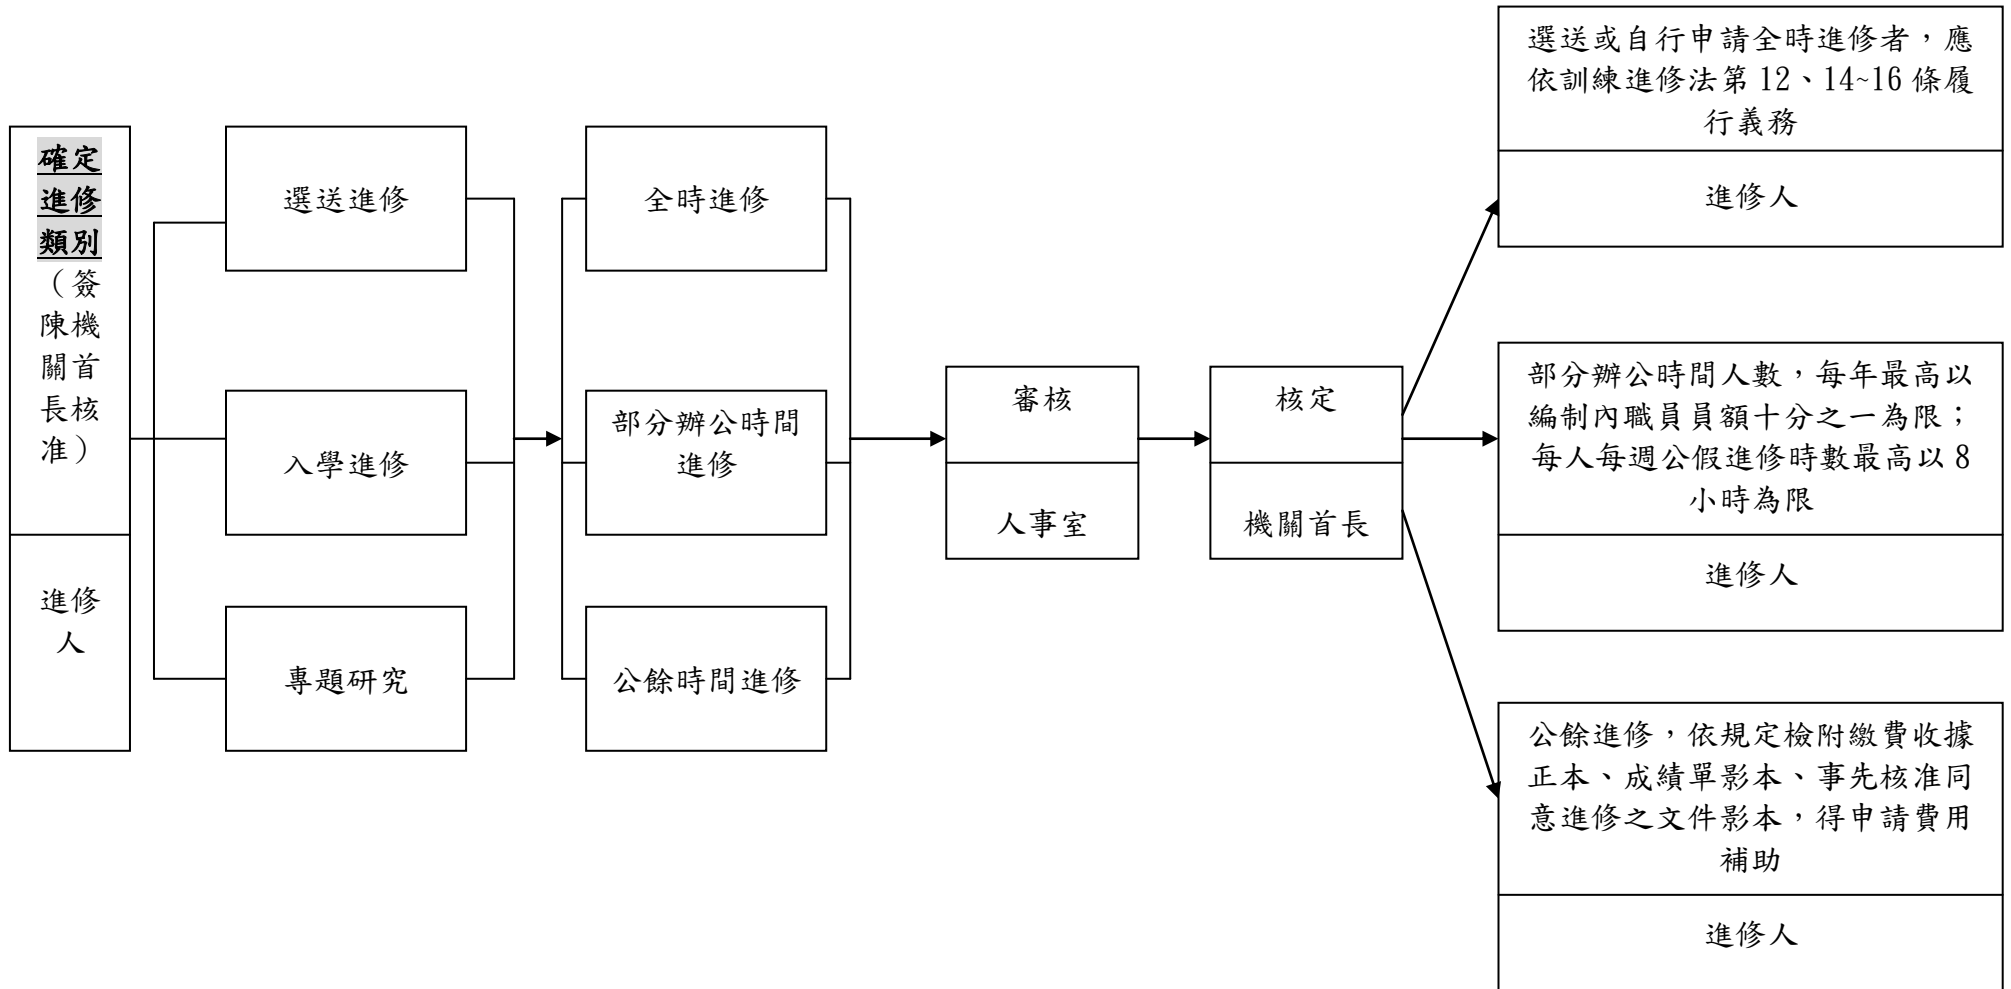 確定
進修
類別
（簽
陳機
關首
長核
准）
進修
人
選送進修
入學進修
專題研究
全時進修
部分辦公時間
進修
公餘時間進修
審核
人事室
核定
機關首長
選送或自行申請全時進修者，應
依訓練進修法第 12、14~16 條履
行義務
進修人
部分辦公時間人數，每年最高以
編制內職員員額十分之一為限；
每人每週公假進修時數最高以 8
小時為限
進修人
公餘進修，依規定檢附繳費收據
正本、成績單影本、事先核准同
意進修之文件影本，得申請費用
補助
進修人